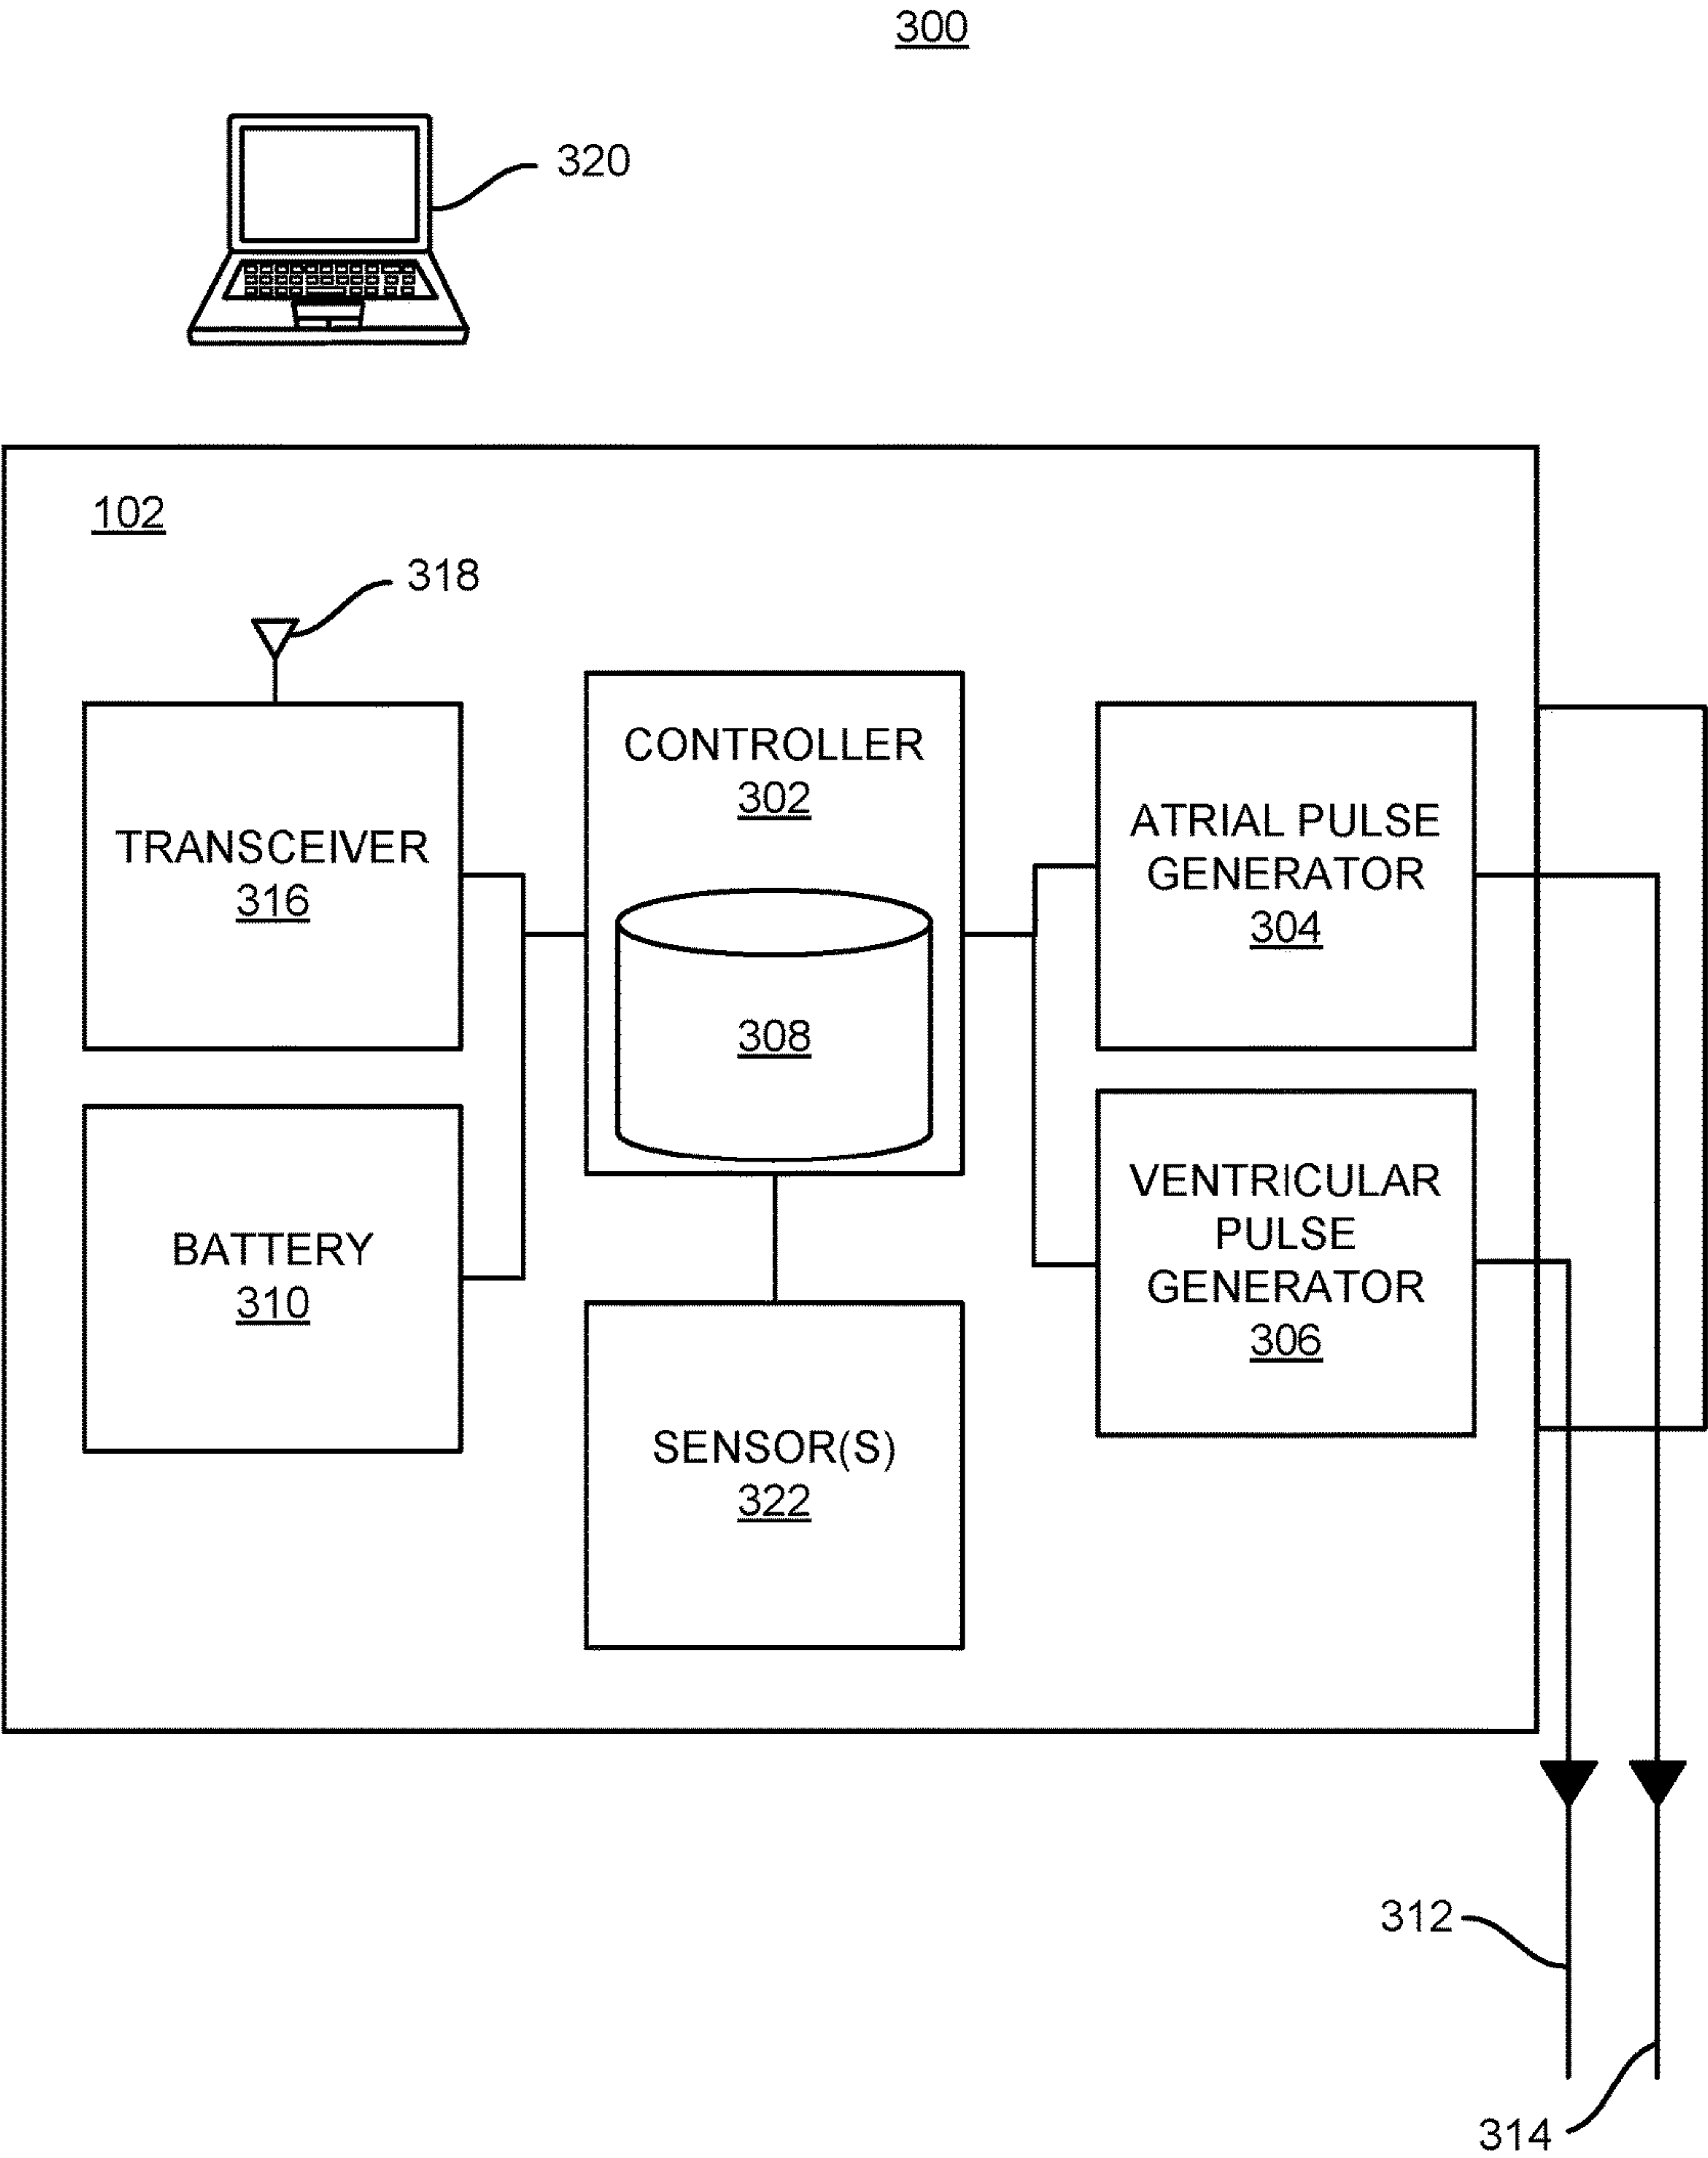 300
320
102
318
CONTROLLER
302
TRANSCEIVER
316
ATRIAL PULSE
GENERATOR
304
308
VENTRICULAR
PULSE
GENERATOR
306
BATTERY
310
SENSOR(S)
322
312
314